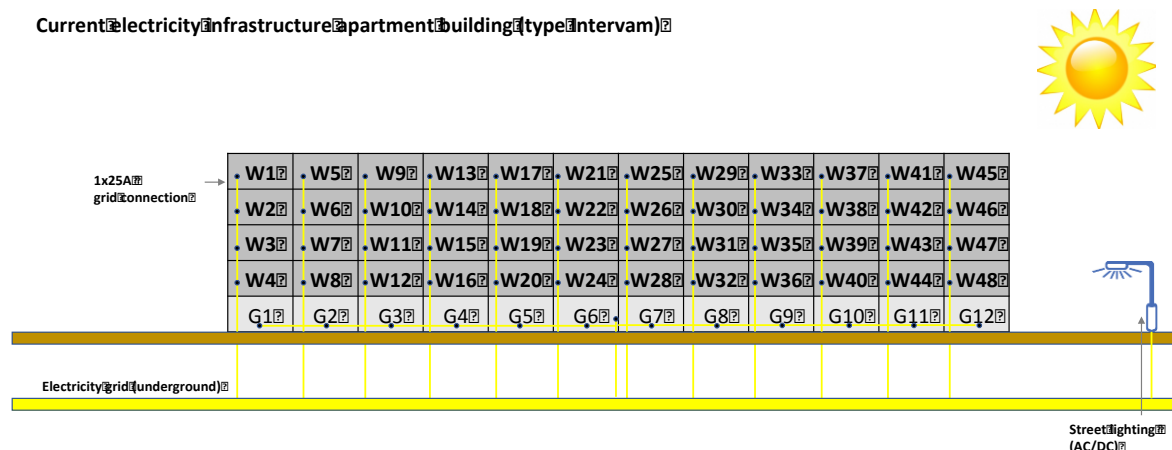 Current electricity infrastructure apartment building (type Intervam)
1x25A
grid connection
W1 W5 W9 W13 W17 W21 W25 W29 W33 W37 W41 W45
W2 W6 W10 W14 W18 W22 W26 W30 W34 W38 W42 W46
W3 W7 W11 W15 W19 W23 W27 W31 W35 W39 W43 W47
W4 W8 W12 W16 W20 W24 W28 W32 W36 W40 W44 W48
G1 G2 G3 G4 G5 G6 G7 G8 G9 G10 G11 G12
Electricity grid (underground)
Street lighting
(AC/DC)